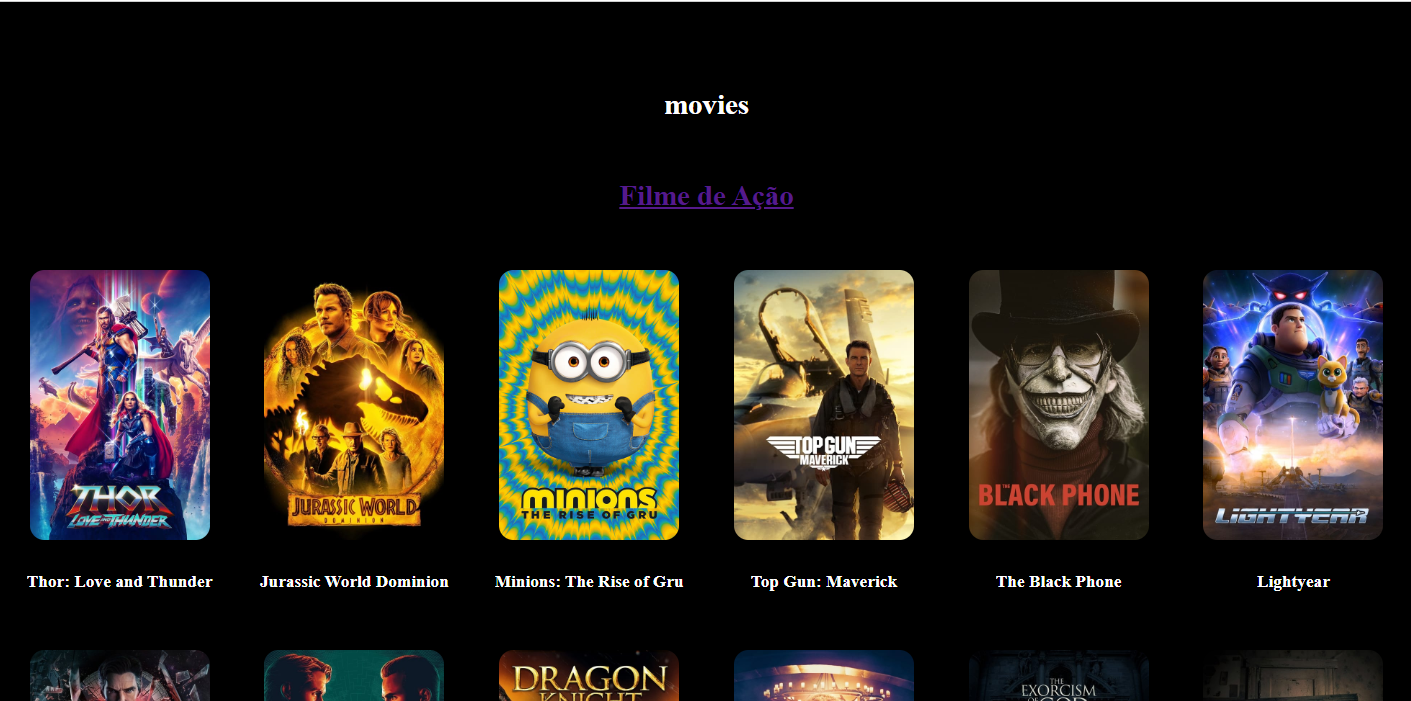 movies
Filme de Ação
THOR
LOVE AND THUNDER
JURASSIC WORLD
DOMINION
MINIONS
THE RISE OF GRU
TOP GUN
MAVERICK
THE
BLACK PHONE
LIGHTYEAR
Thor: Love and Thunder
Jurassic World Dominion
Minions: The Rise of Gru
Top Gun: Maverick
The Black Phone
Lightyear
DRAGON
KNIGHT
THE
EXORCISM
OF GOD